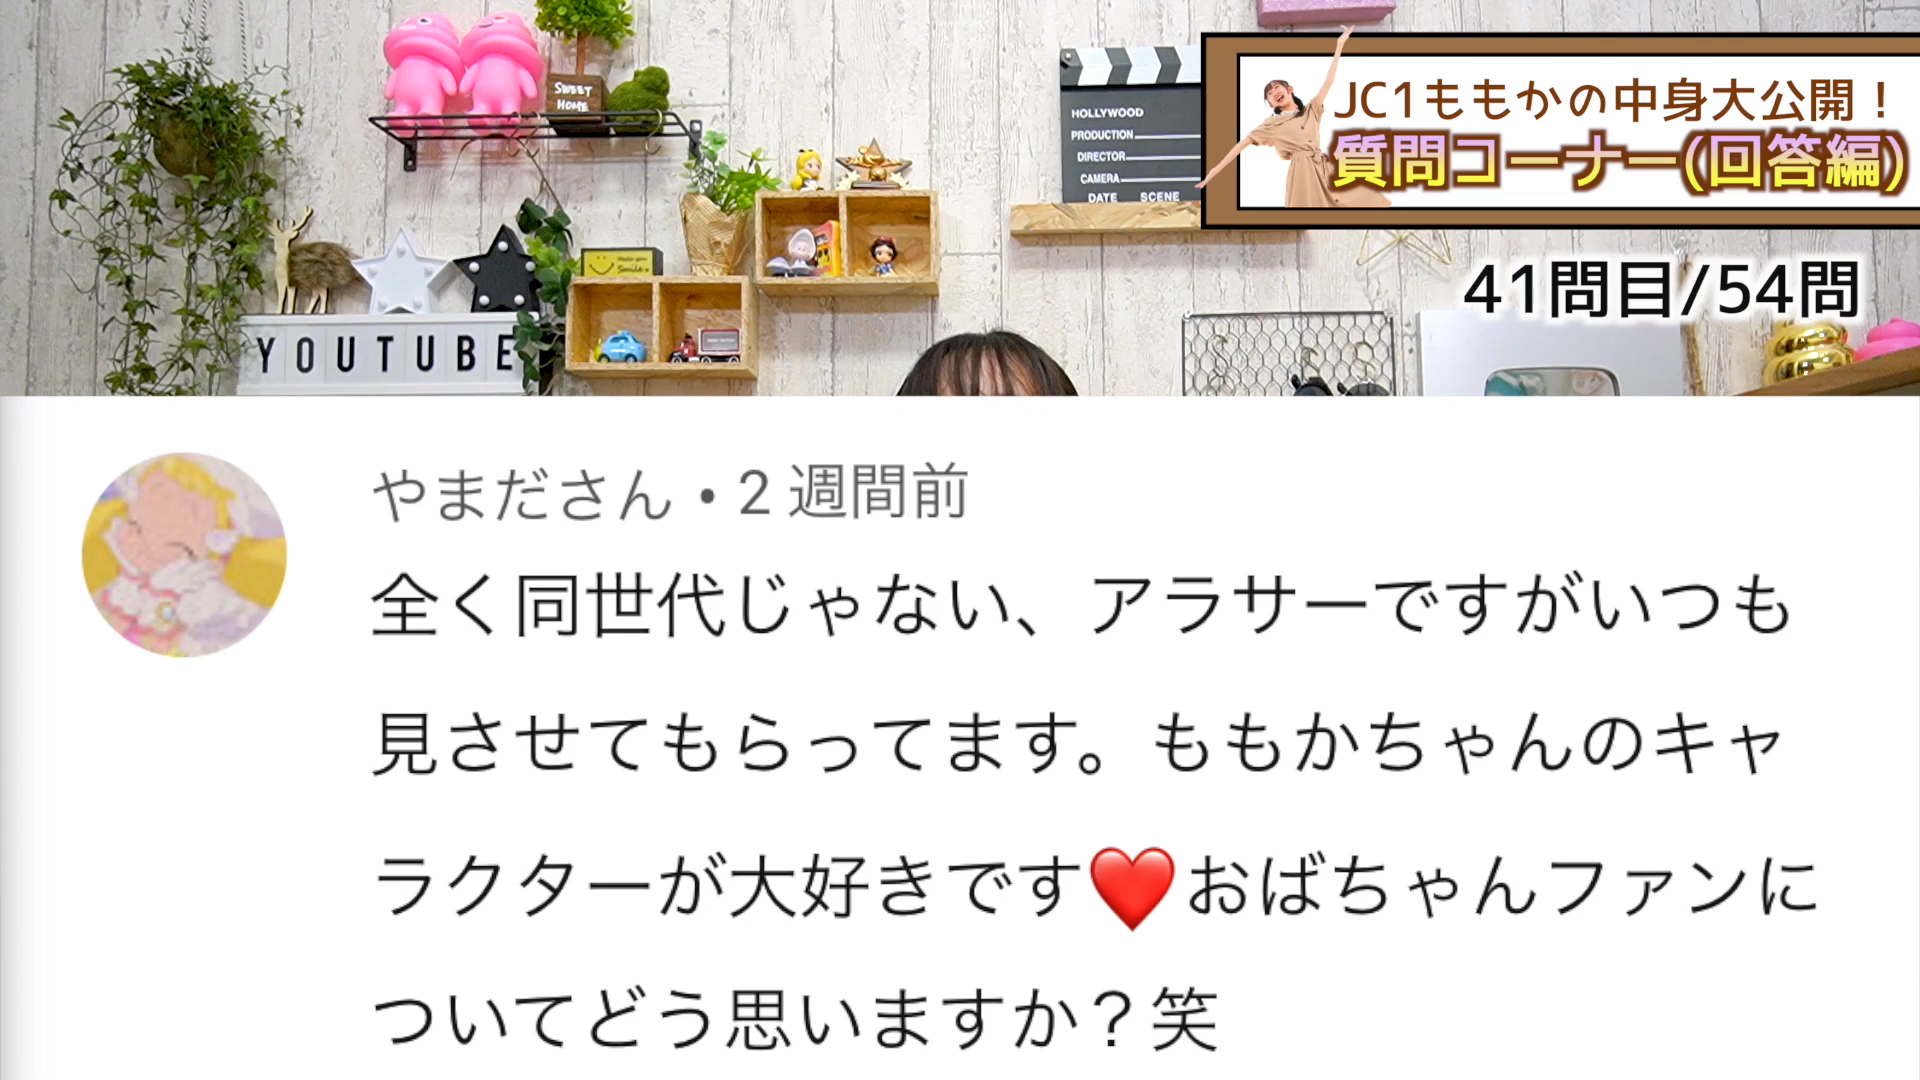 SWEET
HOME
HOLLYWOOD
PRODUCTION
DIRECTOR
CAMERA
DATE SCENE
JC1ももかの中身大公開！
質問コーナー(回答編)
41問目/54問
Smile
YOUTUBE
やまださん・2 週間前
全く同世代じゃない、アラサーですがいつも
見させてもらってます。ももかちゃんのキャ
ラクターが大好きです❤️おばちゃんファンに
ついてどう思いますか？笑